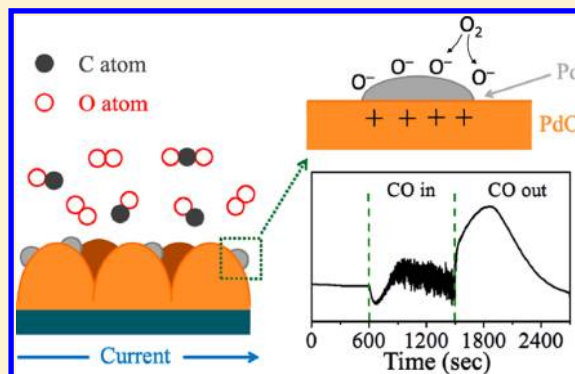 C atom
O atom
Current
O₂
O⁻ O⁻ O⁻ O⁻
Pd
+ + + +
PdO
CO in CO out
0 600 1200 1800 2400
Time (sec)